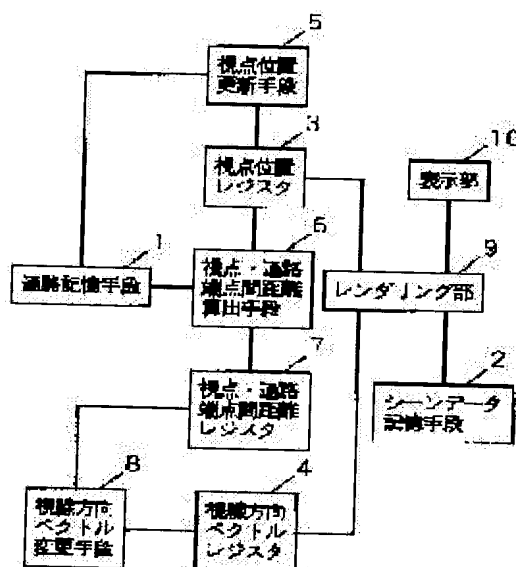 5
視点位置
更新手段
3
視点位置
レジスタ
10
表示部
1
通路記憶手段
6
視点・通路
端点間距離
算出手段
9
レンダリング部
7
視点・通路
端点間距離
レジスタ
2
シーンデータ
記憶手段
8
視線方向
ベクトル
変更手段
4
視線方向
ベクトル
レジスタ